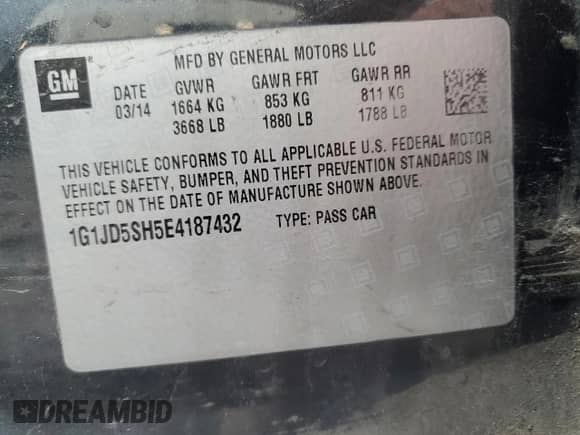 GM
MFD BY GENERAL MOTORS LLC
DATE GVWR GAWR FRT GAWR RR
03/14 1664 KG 853 KG 811 KG
3668 LB 1880 LB 1788 LB
THIS VEHICLE CONFORMS TO ALL APPLICABLE U.S. FEDERAL MOTOR
VEHICLE SAFETY, BUMPER, AND THEFT PREVENTION STANDARDS IN
EFFECT ON THE DATE OF MANUFACTURE SHOWN ABOVE.
1G1JD5SH5E4187432 TYPE: PASS CAR
DREAMBID